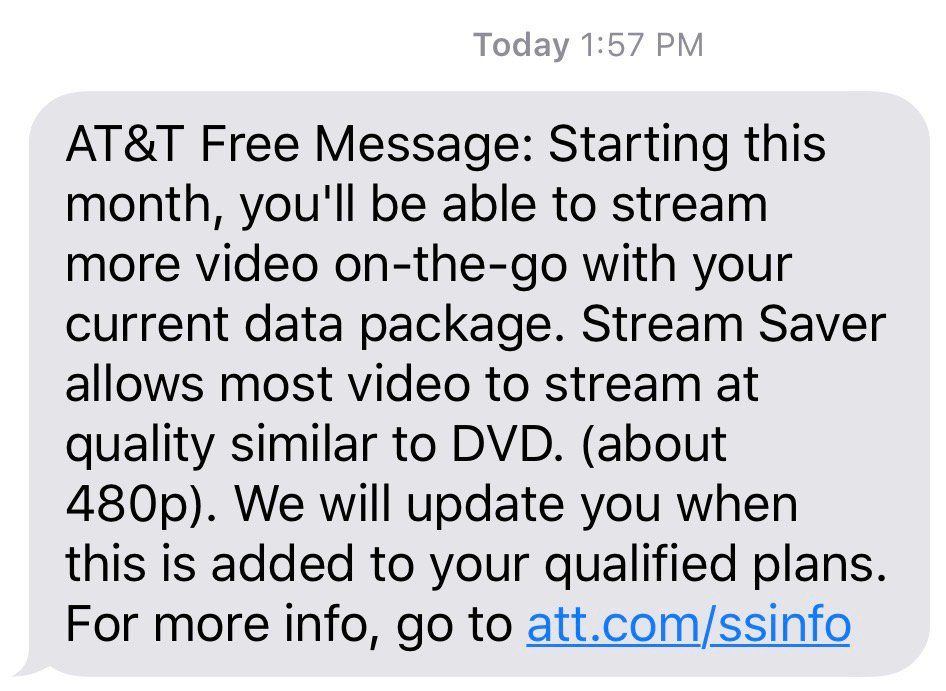 Today 1:57 PM
AT&T Free Message: Starting this
month, you'll be able to stream
more video on-the-go with your
current data package. Stream Saver
allows most video to stream at
quality similar to DVD. (about
480p). We will update you when
this is added to your qualified plans.
For more info, go to att.com/ssinfo